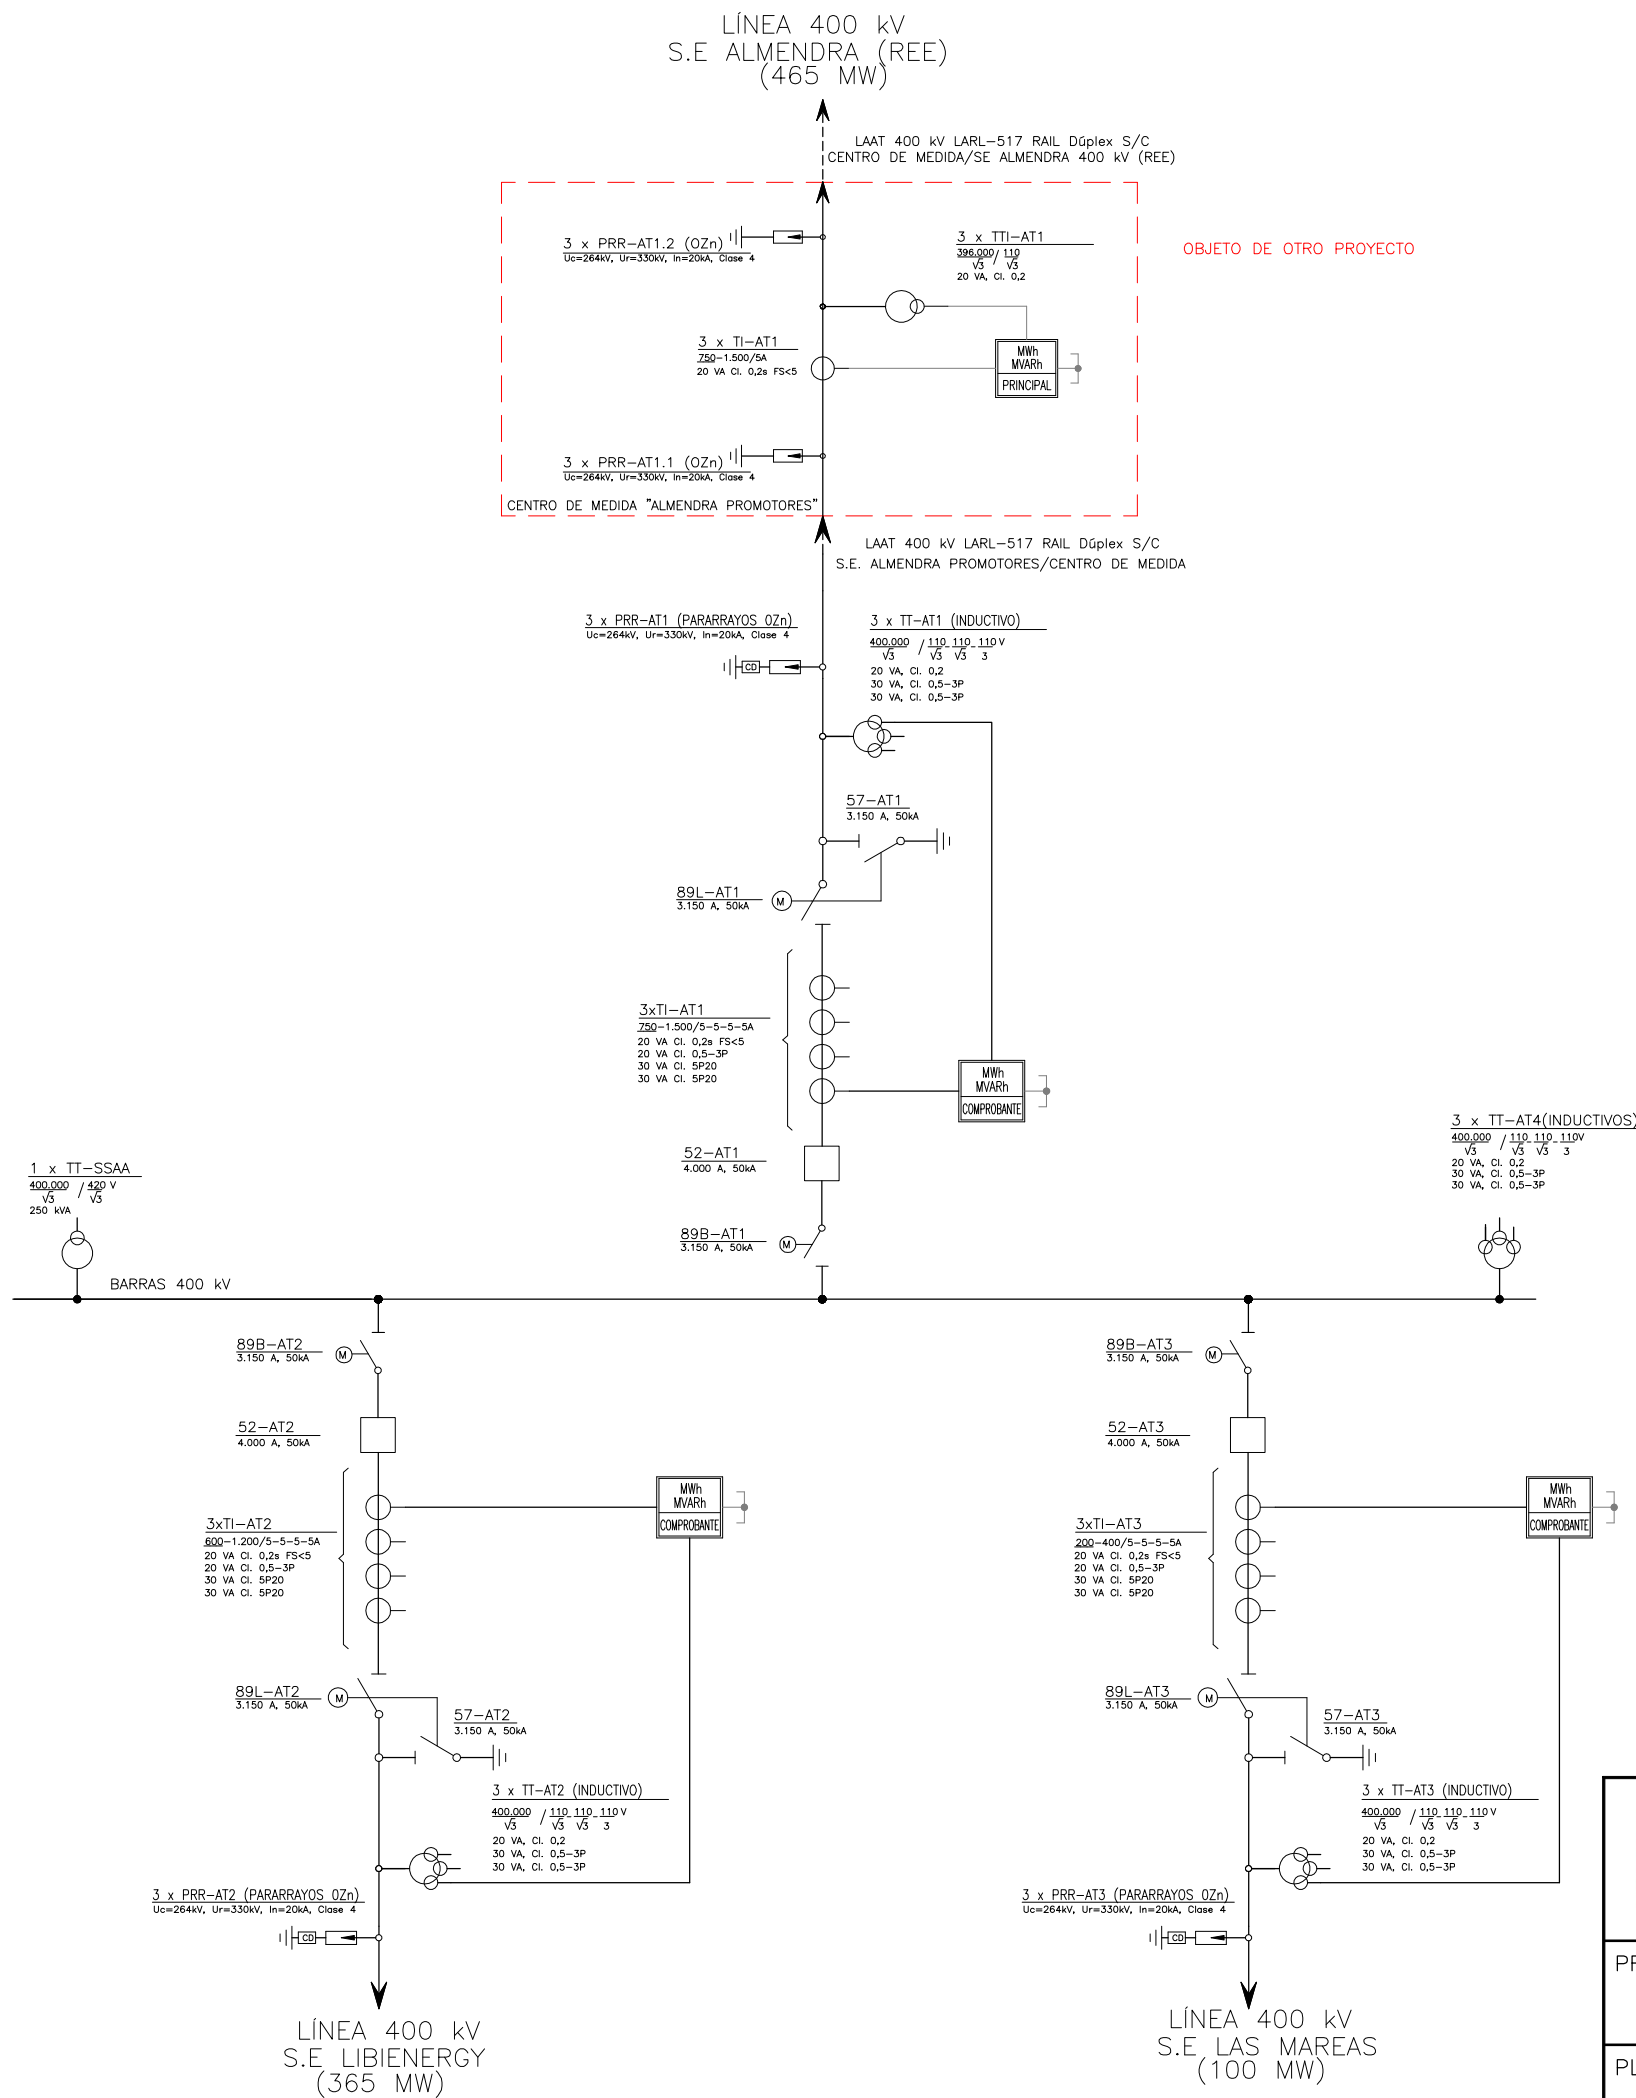 LÍNEA 400 kV
S.E ALMENDRA (REE)
(465 MW)
LAAT 400 kV LARL-517 RAIL Dúplex S/C
CENTRO DE MEDIDA/SE ALMENDRA 400 kV (REE)
3 x PRR-AT1.2 (OZn)
Uc=264kV, Ur=330kV, In=20kA, Clase 4
3 x TTI-AT1
396.000/√3 / 110/√3
20 VA, Cl. 0,2
OBJETO DE OTRO PROYECTO
3 x TI-AT1
750-1.500/5A
20 VA Cl. 0,2s FS<5
MWh
MVARh
PRINCIPAL
3 x PRR-AT1.1 (OZn)
Uc=264kV, Ur=330kV, In=20kA, Clase 4
CENTRO DE MEDIDA "ALMENDRA PROMOTORES"
LAAT 400 kV LARL-517 RAIL Dúplex S/C
S.E. ALMENDRA PROMOTORES/CENTRO DE MEDIDA
3 x PRR-AT1 (PARARRAYOS OZn)
Uc=264kV, Ur=330kV, In=20kA, Clase 4
CD
3 x TT-AT1 (INDUCTIVO)
400.000/√3 / 110/√3-110/√3-110/3 V
20 VA, Cl. 0,2
30 VA, Cl. 0,5-3P
30 VA, Cl. 0,5-3P
57-AT1
3.150 A, 50kA
89L-AT1
3.150 A, 50kA
M
3xTI-AT1
750-1.500/5-5-5-5A
20 VA Cl. 0,2s FS<5
20 VA Cl. 0,5-3P
30 VA Cl. 5P20
30 VA Cl. 5P20
MWh
MVARh
COMPROBANTE
52-AT1
4.000 A, 50kA
89B-AT1
3.150 A, 50kA
M
1 x TT-SSAA
400.000/√3 / 420/√3 V
250 kVA
3 x TT-AT4(INDUCTIVOS)
400.000/√3 / 110/√3-110/√3-110/3 V
20 VA, Cl. 0,2
30 VA, Cl. 0,5-3P
30 VA, Cl. 0,5-3P
BARRAS 400 kV
89B-AT2
3.150 A, 50kA
M
52-AT2
4.000 A, 50kA
3xTI-AT2
600-1.200/5-5-5-5A
20 VA Cl. 0,2s FS<5
20 VA Cl. 0,5-3P
30 VA Cl. 5P20
30 VA Cl. 5P20
MWh
MVARh
COMPROBANTE
89L-AT2
3.150 A, 50kA
M
57-AT2
3.150 A, 50kA
3 x TT-AT2 (INDUCTIVO)
400.000/√3 / 110/√3-110/√3-110/3 V
20 VA, Cl. 0,2
30 VA, Cl. 0,5-3P
30 VA, Cl. 0,5-3P
3 x PRR-AT2 (PARARRAYOS OZn)
Uc=264kV, Ur=330kV, In=20kA, Clase 4
CD
LÍNEA 400 kV
S.E LIBIENERGY
(365 MW)
89B-AT3
3.150 A, 50kA
M
52-AT3
4.000 A, 50kA
3xTI-AT3
200-400/5-5-5-5A
20 VA Cl. 0,2s FS<5
20 VA Cl. 0,5-3P
30 VA Cl. 5P20
30 VA Cl. 5P20
MWh
MVARh
COMPROBANTE
89L-AT3
3.150 A, 50kA
M
57-AT3
3.150 A, 50kA
3 x TT-AT3 (INDUCTIVO)
400.000/√3 / 110/√3-110/√3-110/3 V
20 VA, Cl. 0,2
30 VA, Cl. 0,5-3P
30 VA, Cl. 0,5-3P
3 x PRR-AT3 (PARARRAYOS OZn)
Uc=264kV, Ur=330kV, In=20kA, Clase 4
CD
LÍNEA 400 kV
S.E LAS MAREAS
(100 MW)